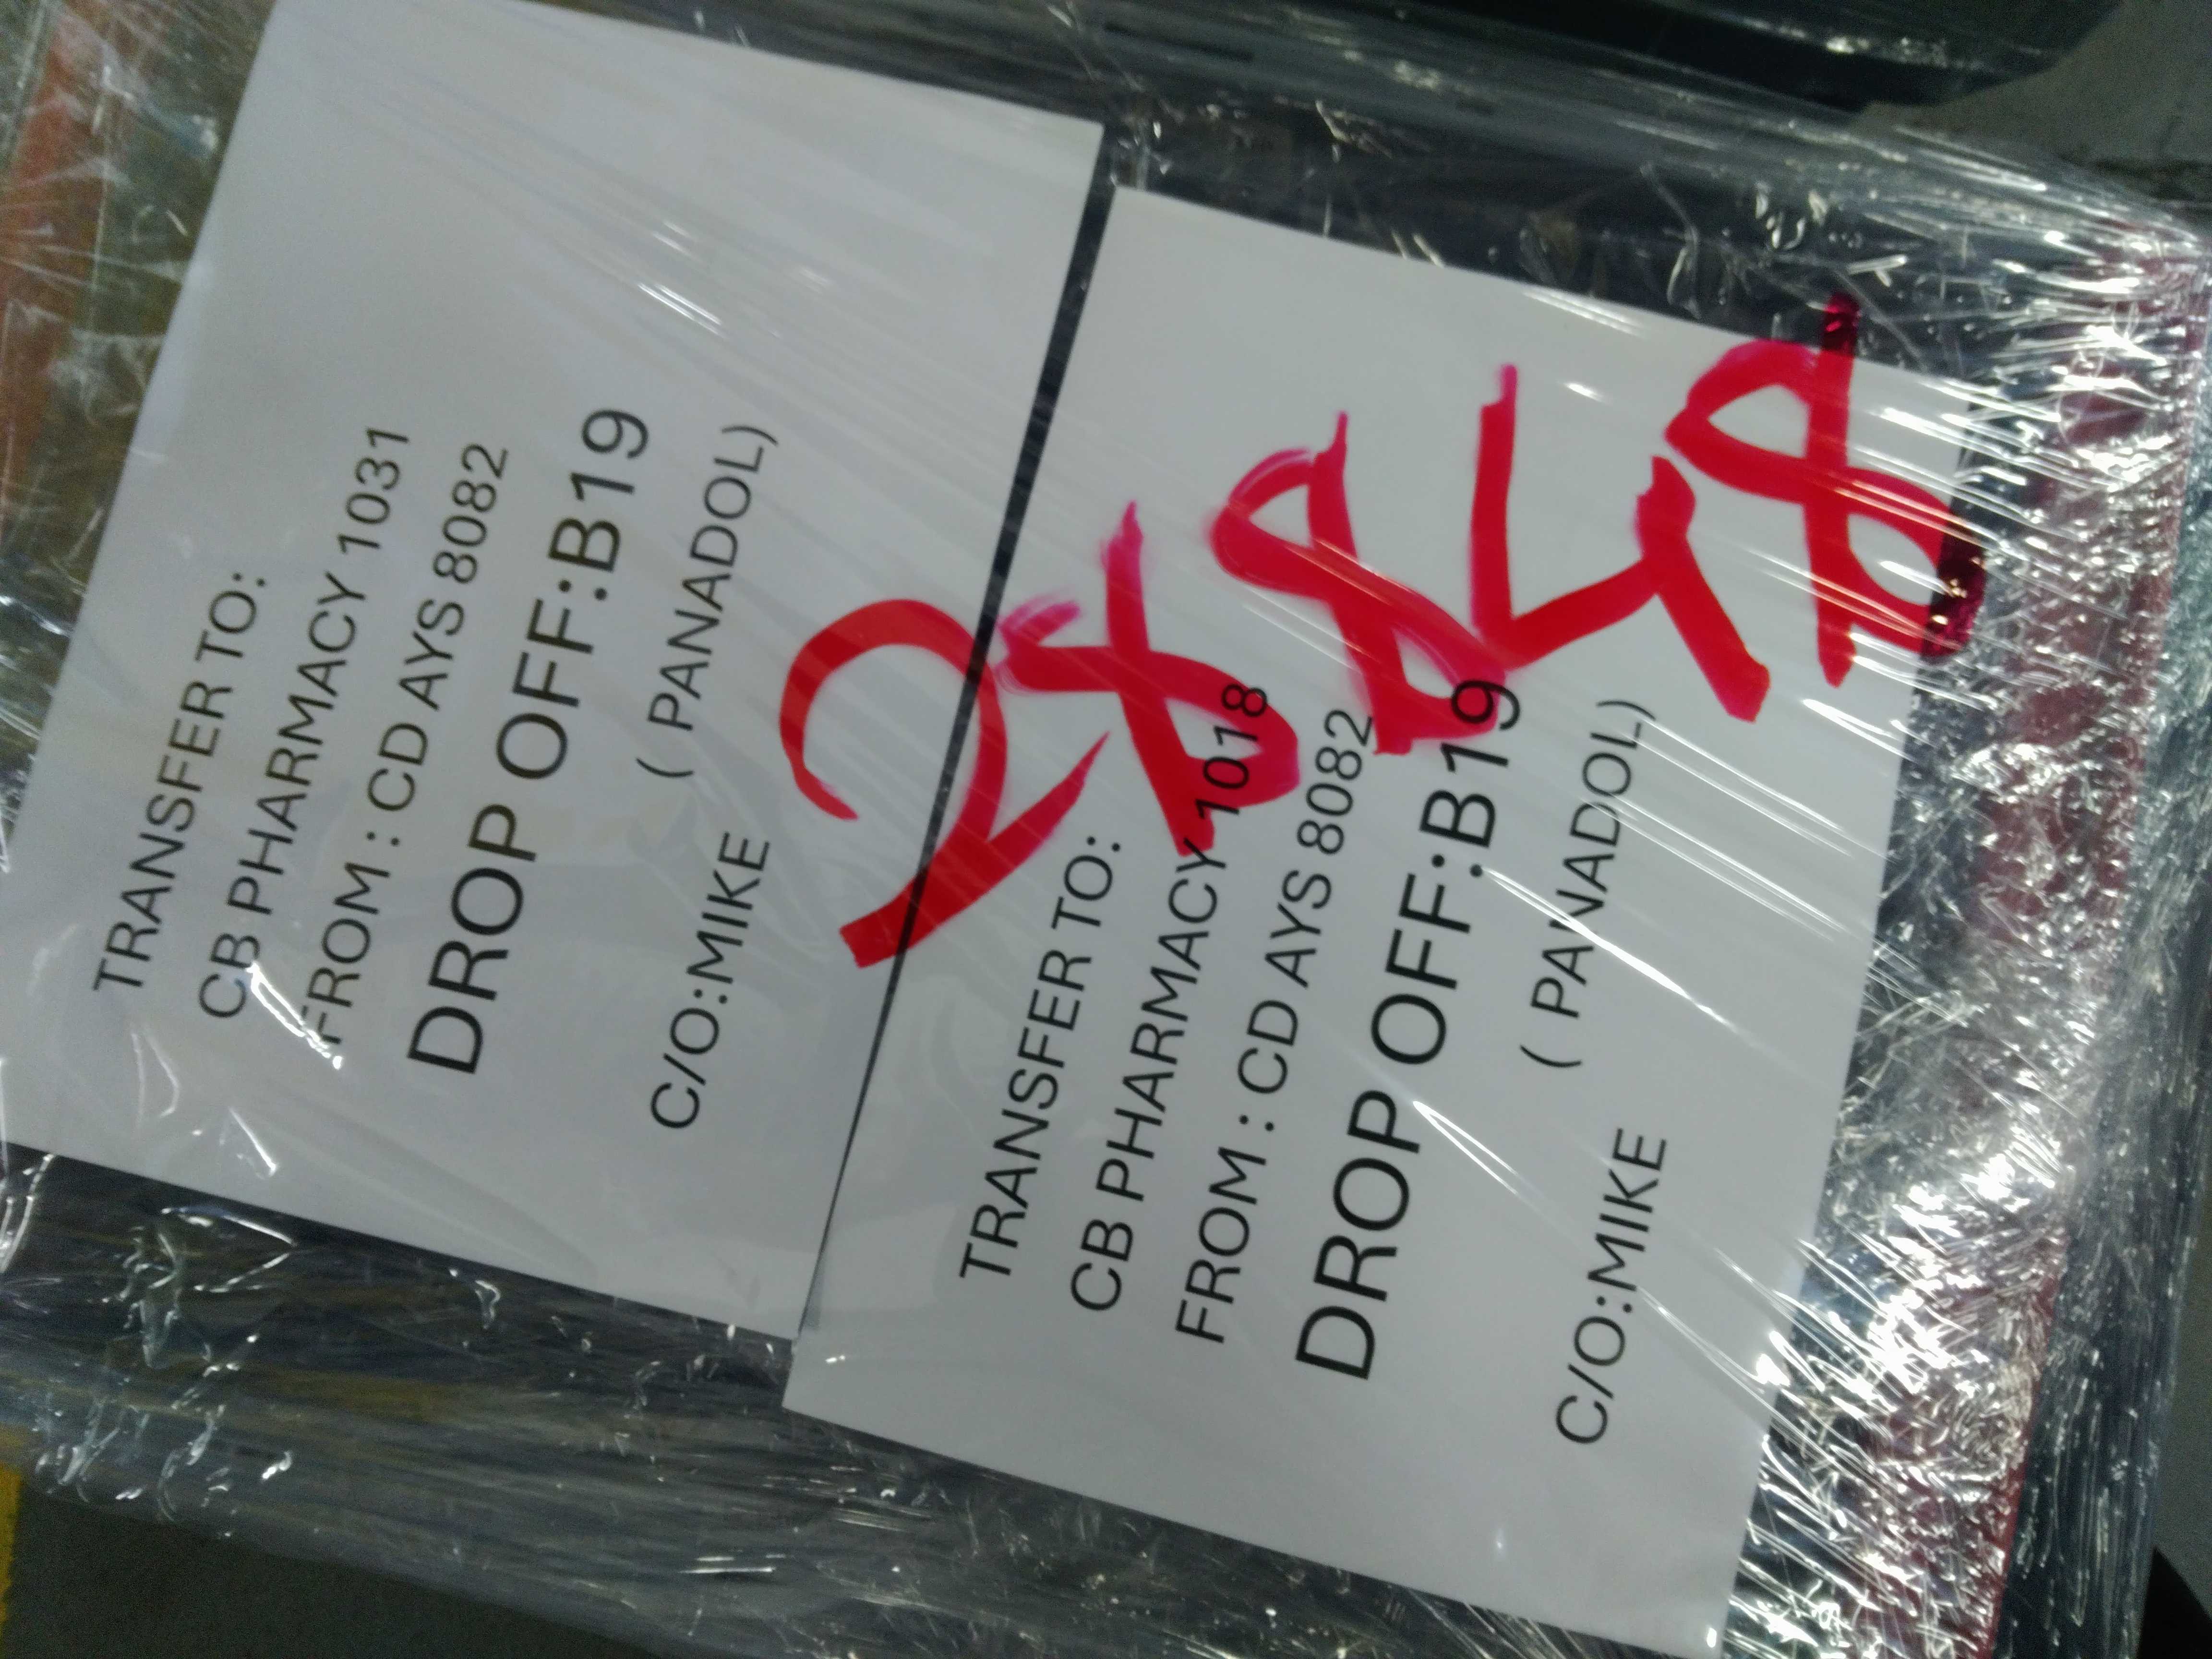 TRANSFER TO:
CB PHARMACY 1031
FROM : CD AYS 8082
DROP OFF:B19
C/O:MIKE ( PANADOL)
28848
TRANSFER TO:
CB PHARMACY 1018
FROM : CD AYS 8082
DROP OFF:B19
C/O:MIKE ( PANADOL)